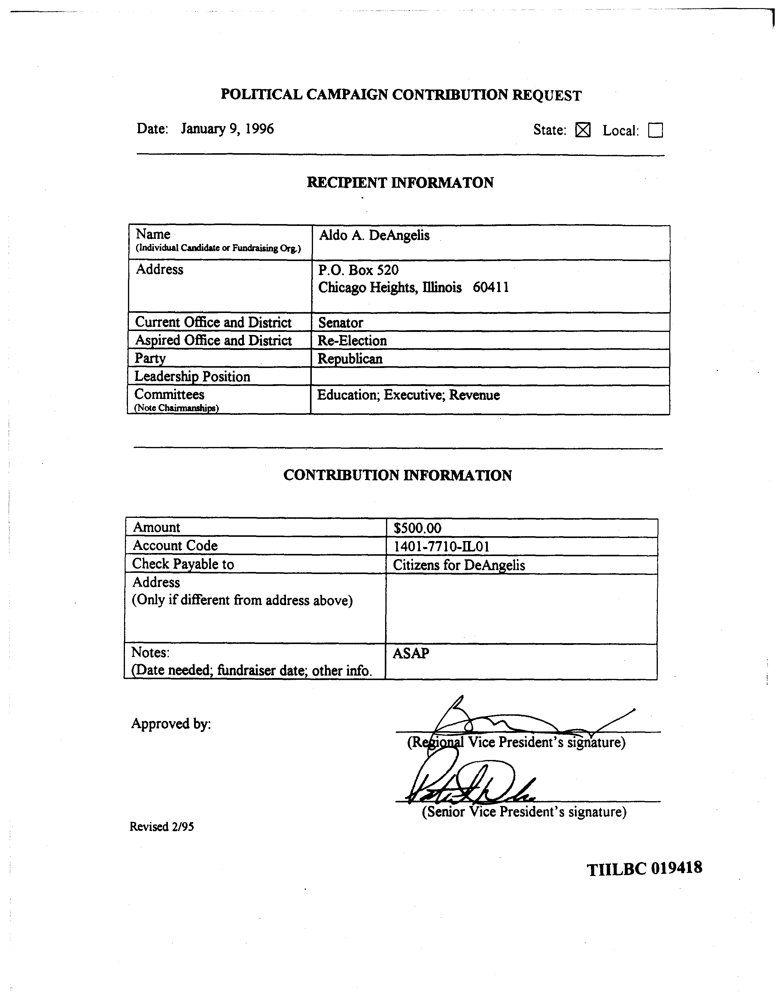 POLITICAL CAMPAIGN CONTRIBUTION REQUEST
Date: January 9, 1996 State: ☒ Local: ☐
RECIPIENT INFORMATON
Name Aldo A. DeAngelis
(Individual Candidate or Fundraising Org.)
Address P.O. Box 520
Chicago Heights, Illinois 60411
Current Office and District Senator
Aspired Office and District Re-Election
Party Republican
Leadership Position
Committees Education; Executive; Revenue
(Note Chairmanships)
CONTRIBUTION INFORMATION
Amount $500.00
Account Code 1401-7710-IL01
Check Payable to Citizens for DeAngelis
Address
(Only if different from address above)
Notes: ASAP
(Date needed; fundraiser date; other info.
Approved by:
(Regional Vice President's signature)
(Senior Vice President's signature)
Revised 2/95
TIILBC 019418